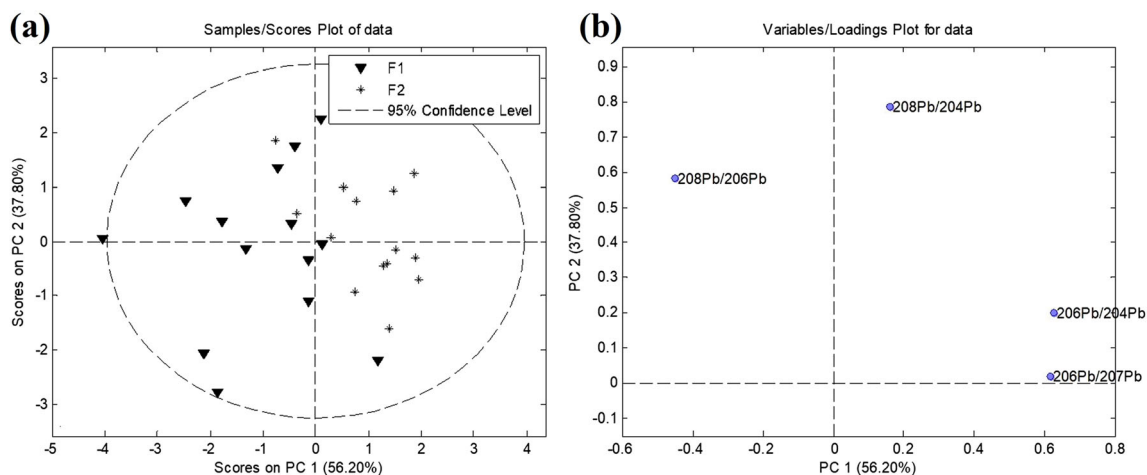 (a)
Samples/Scores Plot of data
F1
F2
95% Confidence Level
3
2
1
0
-1
-2
-3
Scores on PC 2 (37.80%)
-5 -4 -3 -2 -1 0 1 2 3 4
Scores on PC 1 (56.20%)
(b)
Variables/Loadings Plot for data
0.9
0.8
0.7
0.6
0.5
0.4
0.3
0.2
0.1
0
-0.1
PC 2 (37.80%)
208Pb/204Pb
208Pb/206Pb
206Pb/204Pb
206Pb/207Pb
-0.6 -0.4 -0.2 0 0.2 0.4 0.6 0.8
PC 1 (56.20%)